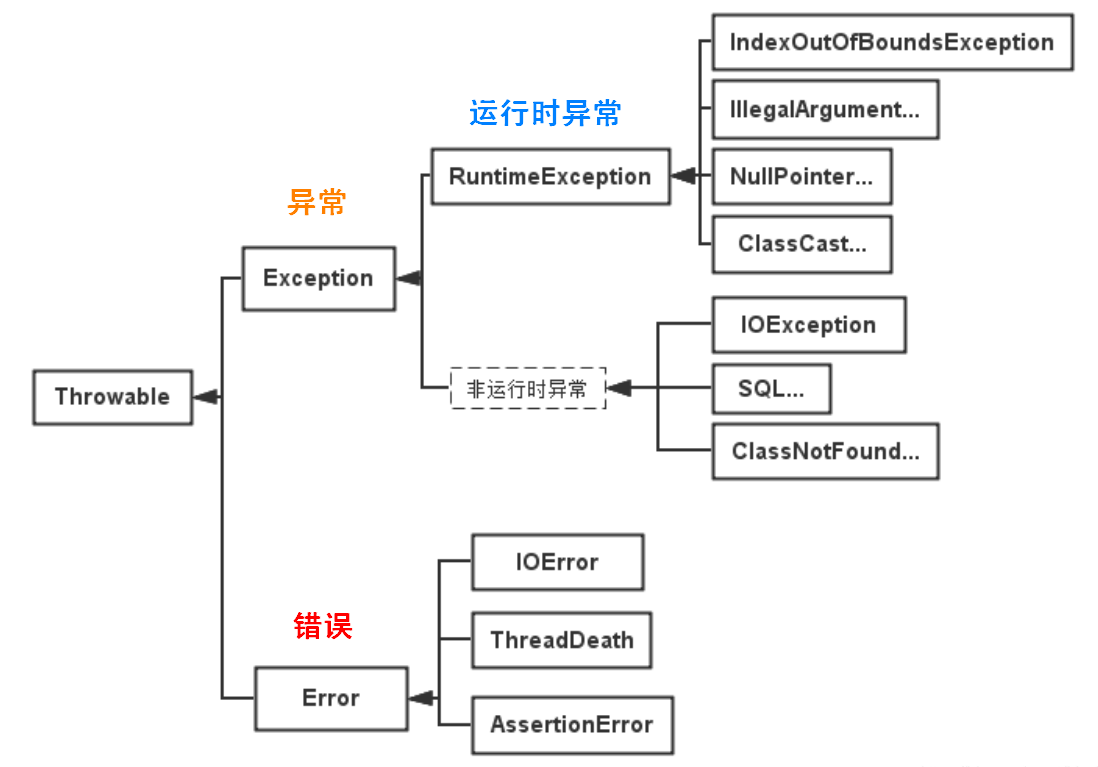 IndexOutOfBoundsException
运行时异常
IllegalArgument...
RuntimeException
NullPointer...
异常
ClassCast...
Exception
IOException
非运行时异常
SQL...
Throwable
ClassNotFound...
IOError
错误
ThreadDeath
Error
AssertionError